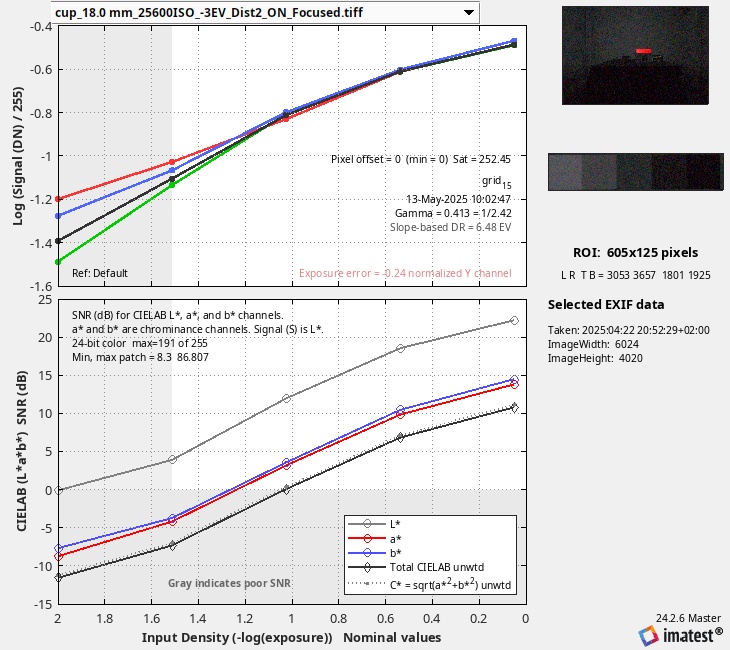 cup_18.0 mm_25600ISO_-3EV_Dist2_ON_Focused.tiff
-0.4
-0.6
-0.8
-1
-1.2
-1.4
-1.6
Log (Signal (DN) / 255)
Pixel offset = 0 (min = 0) Sat = 252.45
grid15
13-May-2025 10:02:47
Gamma = 0.413 = 1/2.42
Slope-based DR = 6.48 EV
Ref: Default
Exposure error = -0.24 normalized Y channel
ROI: 605x125 pixels
L R T B = 3053 3657 1801 1925
Selected EXIF data
Taken: 2025:04:22 20:52:29+02:00
ImageWidth: 6024
ImageHeight: 4020
25
20
15
10
5
0
-5
-10
-15
CIELAB (L*a*b*) SNR (dB)
SNR (dB) for CIELAB L*, a*, and b* channels.
a* and b* are chrominance channels. Signal (S) is L*.
24-bit color max=191 of 255
Min, max patch = 8.3 86.807
L*
a*
b*
Total CIELAB unwtd
C* = sqrt(a*2+b*2) unwtd
Gray indicates poor SNR
2 1.8 1.6 1.4 1.2 1 0.8 0.6 0.4 0.2 0
Input Density (-log(exposure)) Nominal values
24.2.6 Master
imatest®